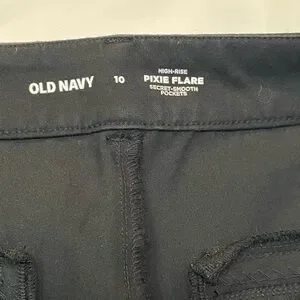 OLD NAVY
10
HIGH-RISE
PIXIE FLARE
SECRET-SMOOTH
POCKETS